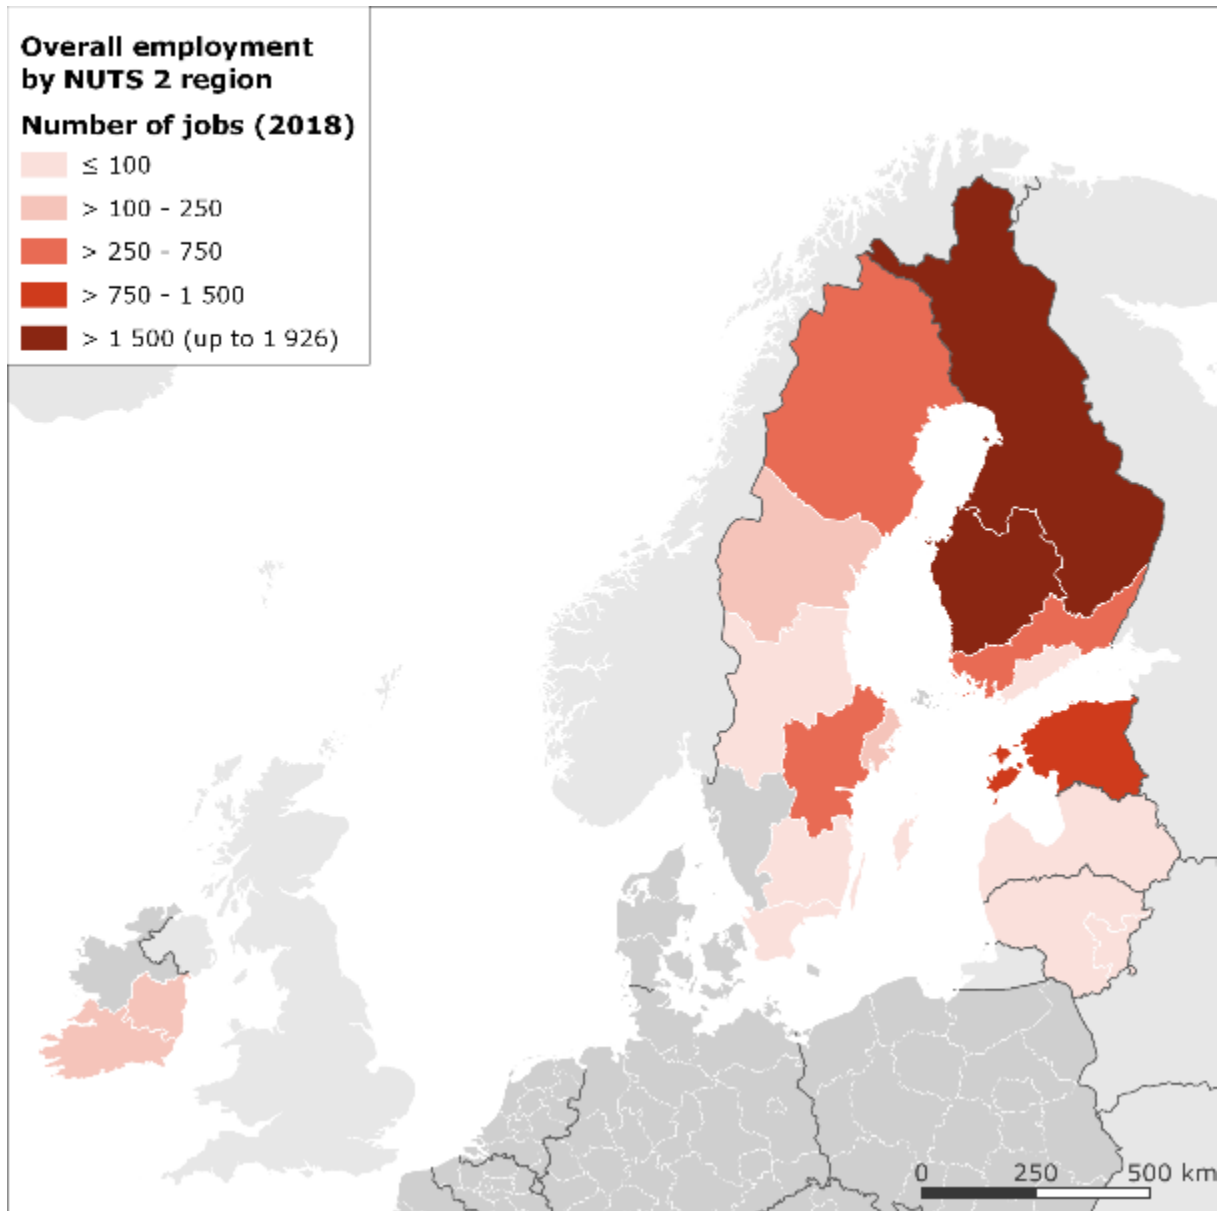 Overall employment
by NUTS 2 region
Number of jobs (2018)
≤ 100
> 100 - 250
> 250 - 750
> 750 - 1 500
> 1 500 (up to 1 926)
0 250 500 km